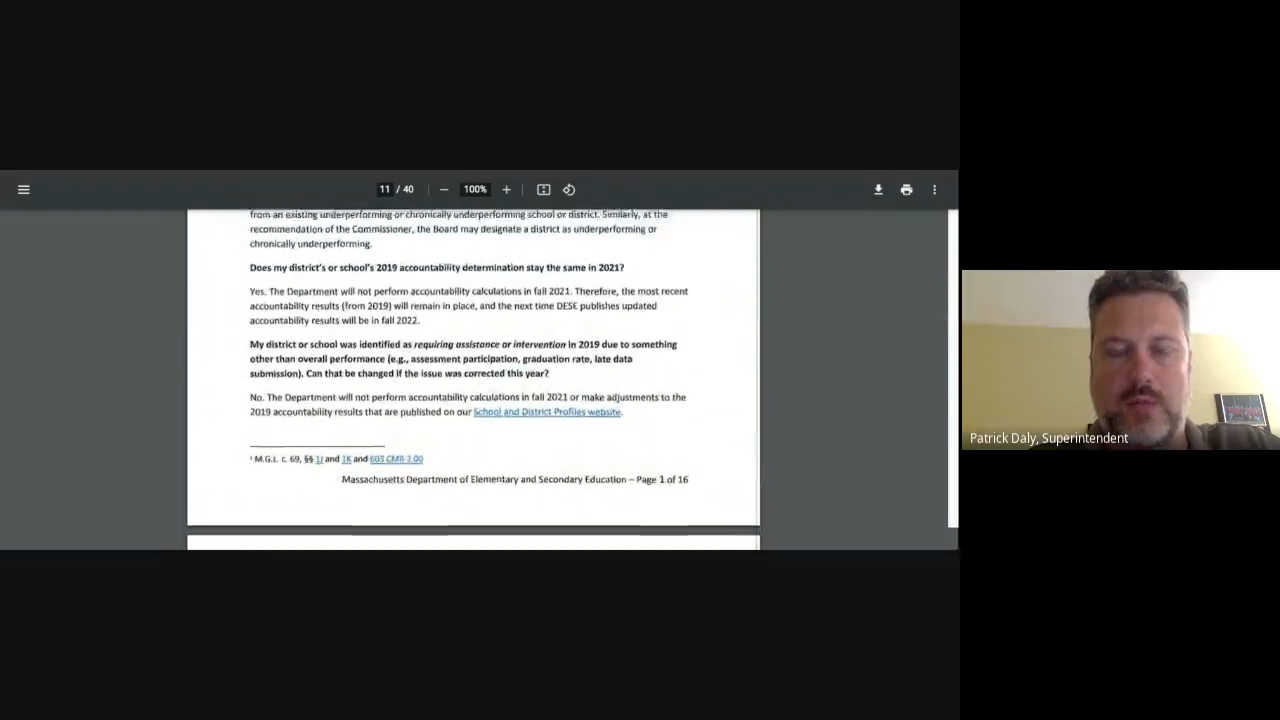 11 / 40
100%
from an existing underperforming or chronically underperforming school or district. Similarly, at the
recommendation of the Commissioner, the Board may designate a district as underperforming or
chronically underperforming.
Does my district's or school's 2019 accountability determination stay the same in 2021?
Yes. The Department will not perform accountability calculations in fall 2021. Therefore, the most recent
accountability results (from 2019) will remain in place, and the next time DESE publishes updated
accountability results will be in fall 2022.
My district or school was identified as requiring assistance or intervention in 2019 due to something
other than overall performance (e.g., assessment participation, graduation rate, late data
submission). Can that be changed if the issue was corrected this year?
No. The Department will not perform accountability calculations in fall 2021 or make adjustments to the
2019 accountability results that are published on our School and District Profiles website.
¹ M.G.L. c. 69, §§ 1J and 1K and 603 CMR 2.00
Massachusetts Department of Elementary and Secondary Education – Page 1 of 16
Patrick Daly, Superintendent